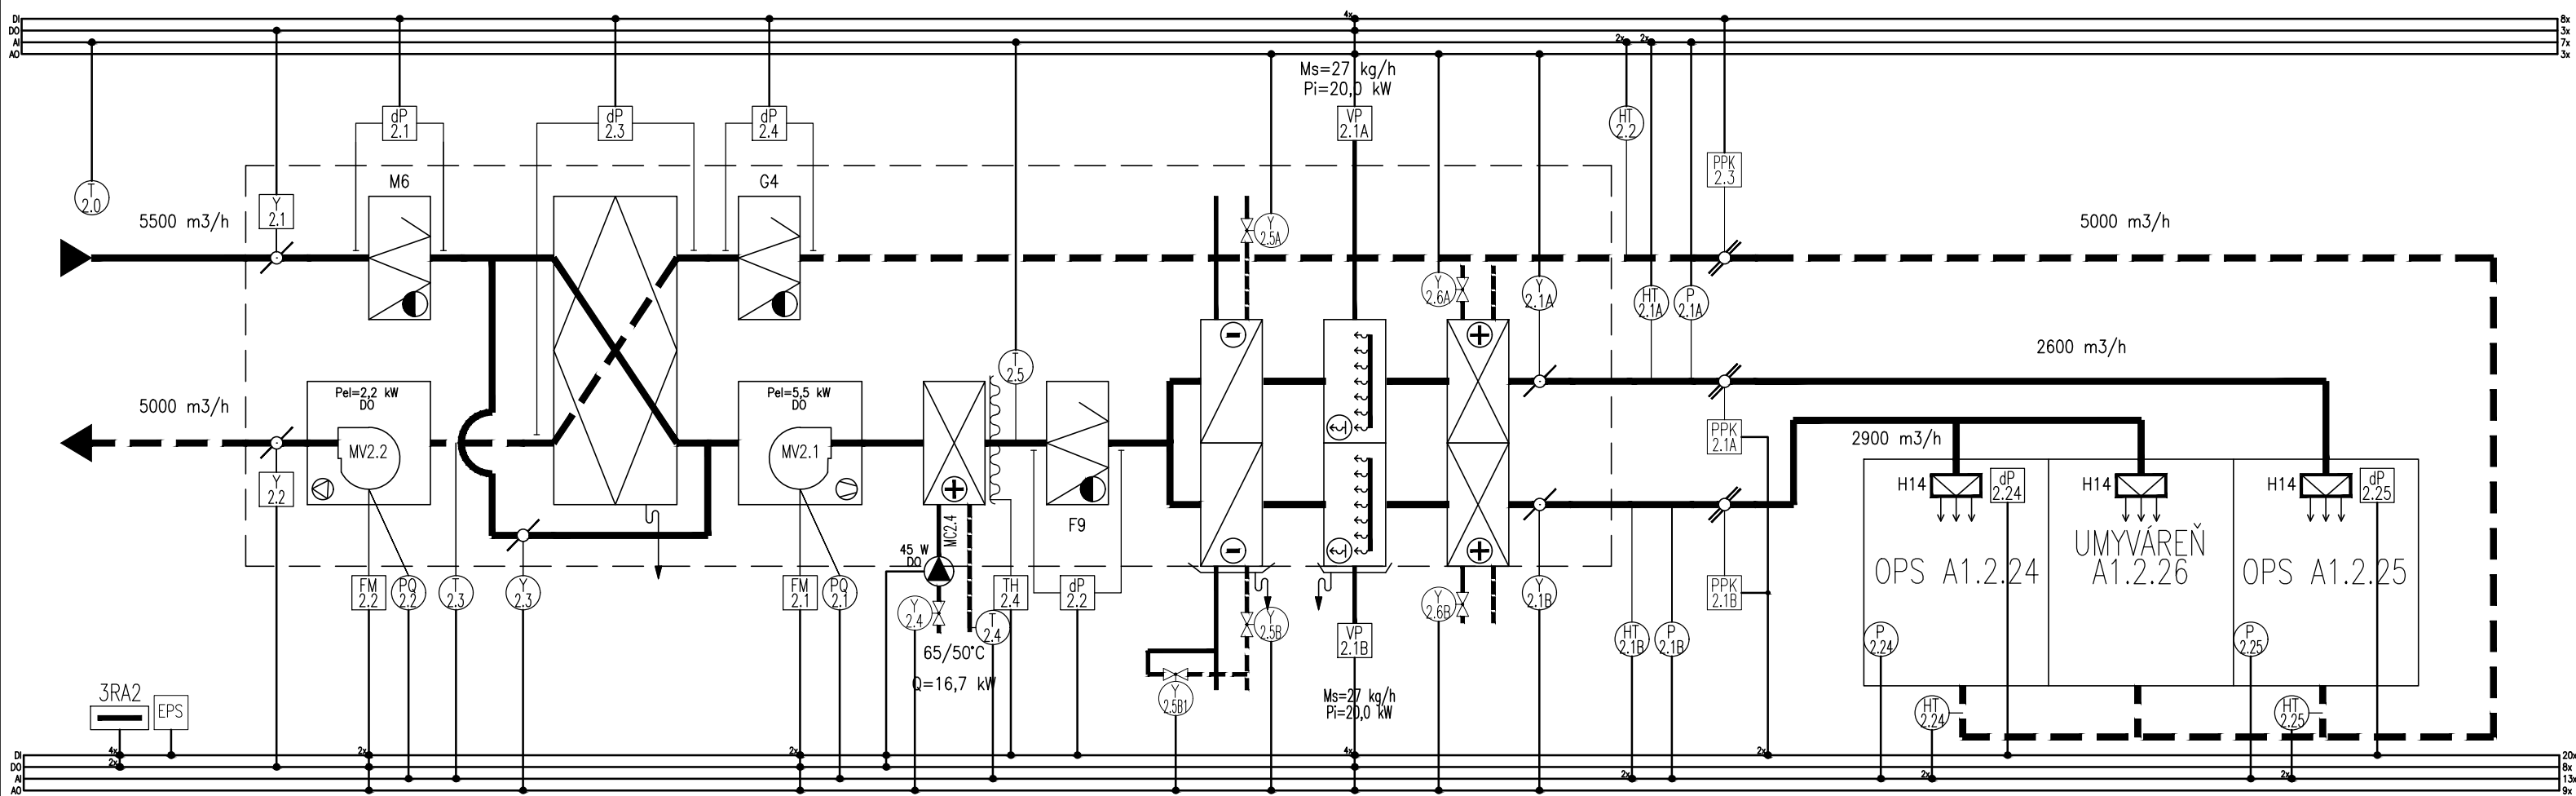 DI
DO
AI
AO
4x
2x
2x
8x
3x
7x
3x
Ms=27 kg/h
Pi=20,0 kW
dP
2.1
dP
2.3
dP
2.4
VP
2.1A
HT
2.2
PPK
2.3
T
2.0
Y
2.1
M6
G4
5500 m3/h
5000 m3/h
Y
2.5A
Y
2.6A
Y
2.1A
HT
2.1A
P
2.1A
2600 m3/h
T
2.5
5000 m3/h
Pel=2,2 kW
DO
MV2.2
Pel=5,5 kW
DO
MV2.1
PPK
2.1A
2900 m3/h
Y
2.2
H14
dP
2.24
H14
H14
dP
2.25
F9
MC2.4
45 W
DO
UMYVÁREŇ
OPS A1.2.24
A1.2.26
OPS A1.2.25
FM
2.2
PQ
2.2
T
2.3
Y
2.3
FM
2.1
PQ
2.1
Y
2.4
T
2.4
TH
2.4
dP
2.2
Y
2.5B
VP
2.1B
Y
2.6B
Y
2.1B
HT
2.1B
P
2.1B
PPK
2.1B
P
2.24
P
2.25
65/50°C
Q=16,7 kW
Y
2.5B1
Ms=27 kg/h
Pi=20,0 kW
3RA2
EPS
HT
2.24
HT
2.25
DI
DO
AI
AO
4x
2x
2x
2x
4x
2x
2x
2x
2x
20x
8x
13x
9x